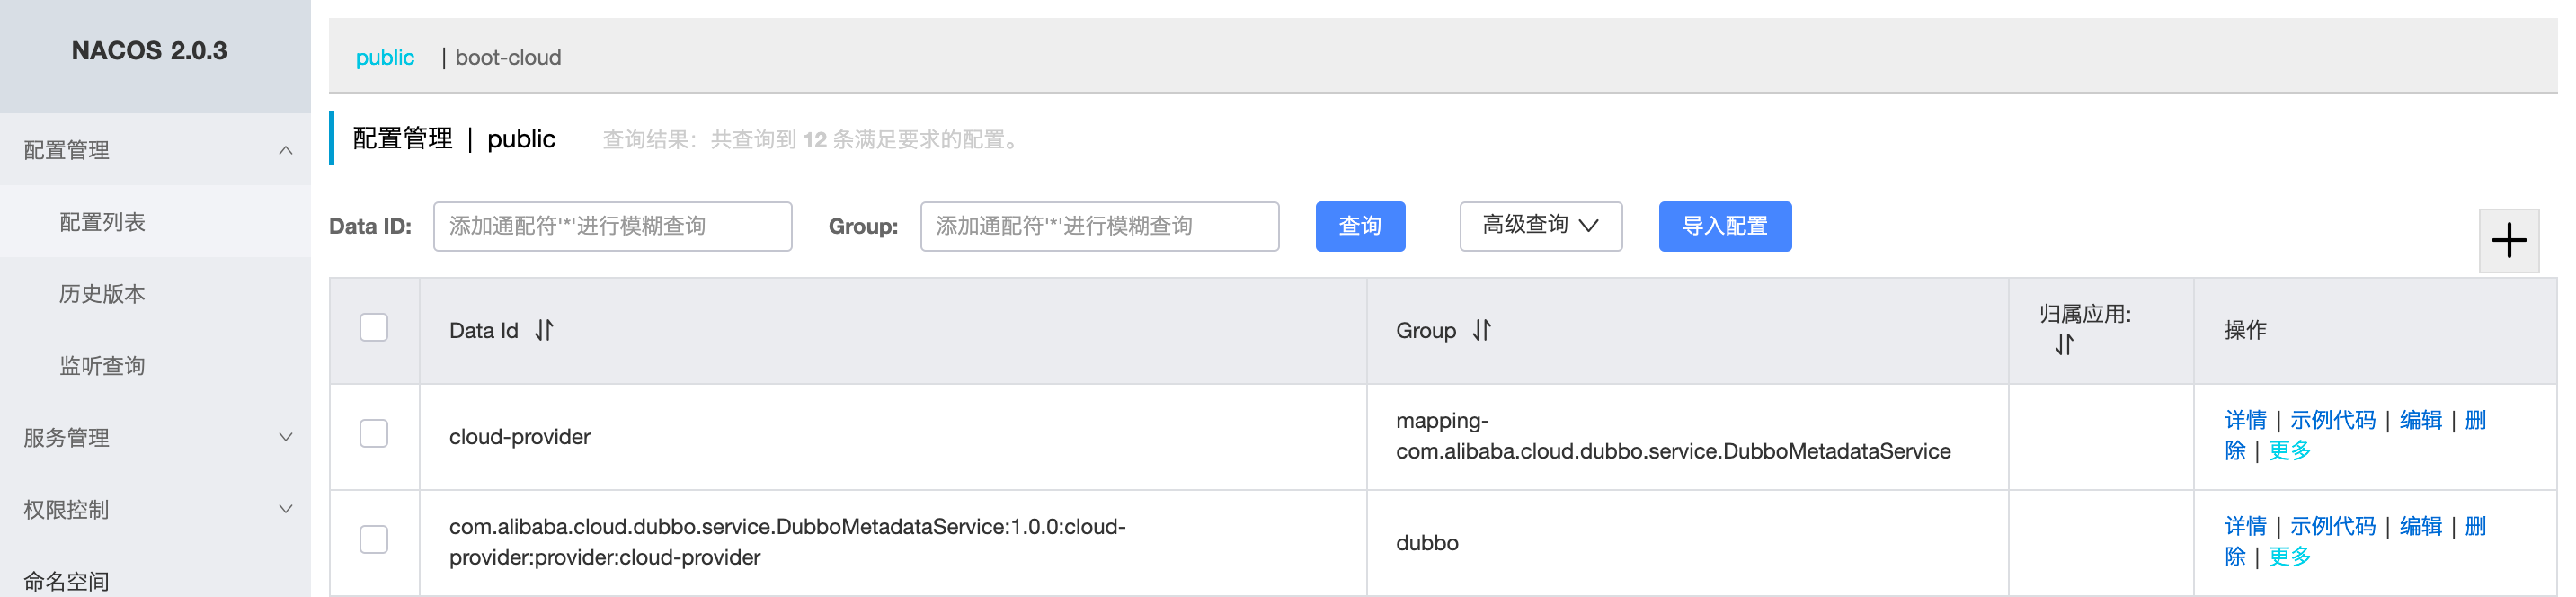 NACOS 2.0.3
配置管理
配置列表
历史版本
监听查询
服务管理
权限控制
命名空间
public | boot-cloud
配置管理 | public 查询结果：共查询到 12 条满足要求的配置。
Data ID: 添加通配符'*'进行模糊查询 Group: 添加通配符'*'进行模糊查询 查询 高级查询 导入配置
Data Id Group 归属应用: 操作
cloud-provider
mapping-
com.alibaba.cloud.dubbo.service.DubboMetadataService
详情 | 示例代码 | 编辑 | 删
除 | 更多
com.alibaba.cloud.dubbo.service.DubboMetadataService:1.0.0:cloud-
provider:provider:cloud-provider
dubbo
详情 | 示例代码 | 编辑 | 删
除 | 更多